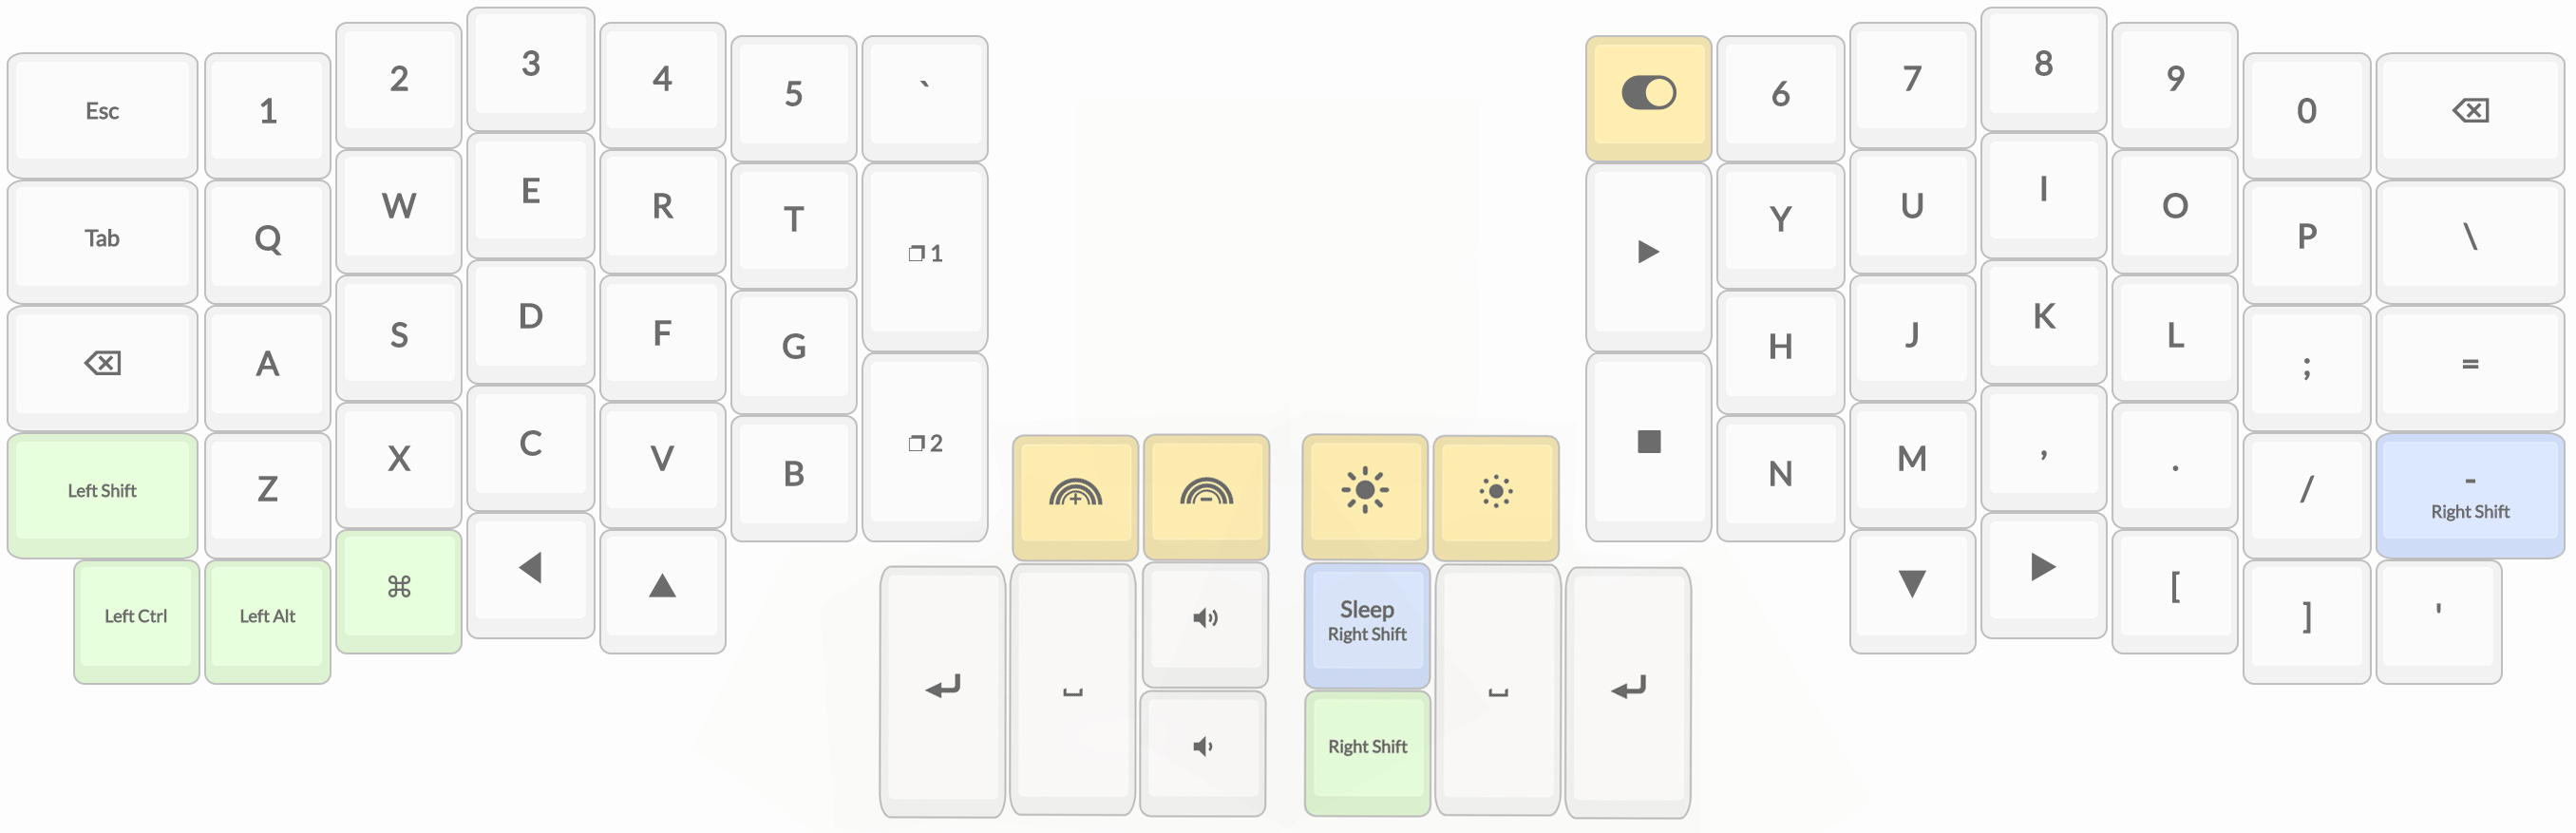 Esc 1 2 3 4 5 `
6 7 8 9 0
Tab Q W E R T 1
Y U I O P \
A S D F G
H J K L ; =
Left Shift Z X C V B 2
N M , . / -
Right Shift
Left Ctrl Left Alt ⌘
[ ] '
Sleep
Right Shift
Right Shift